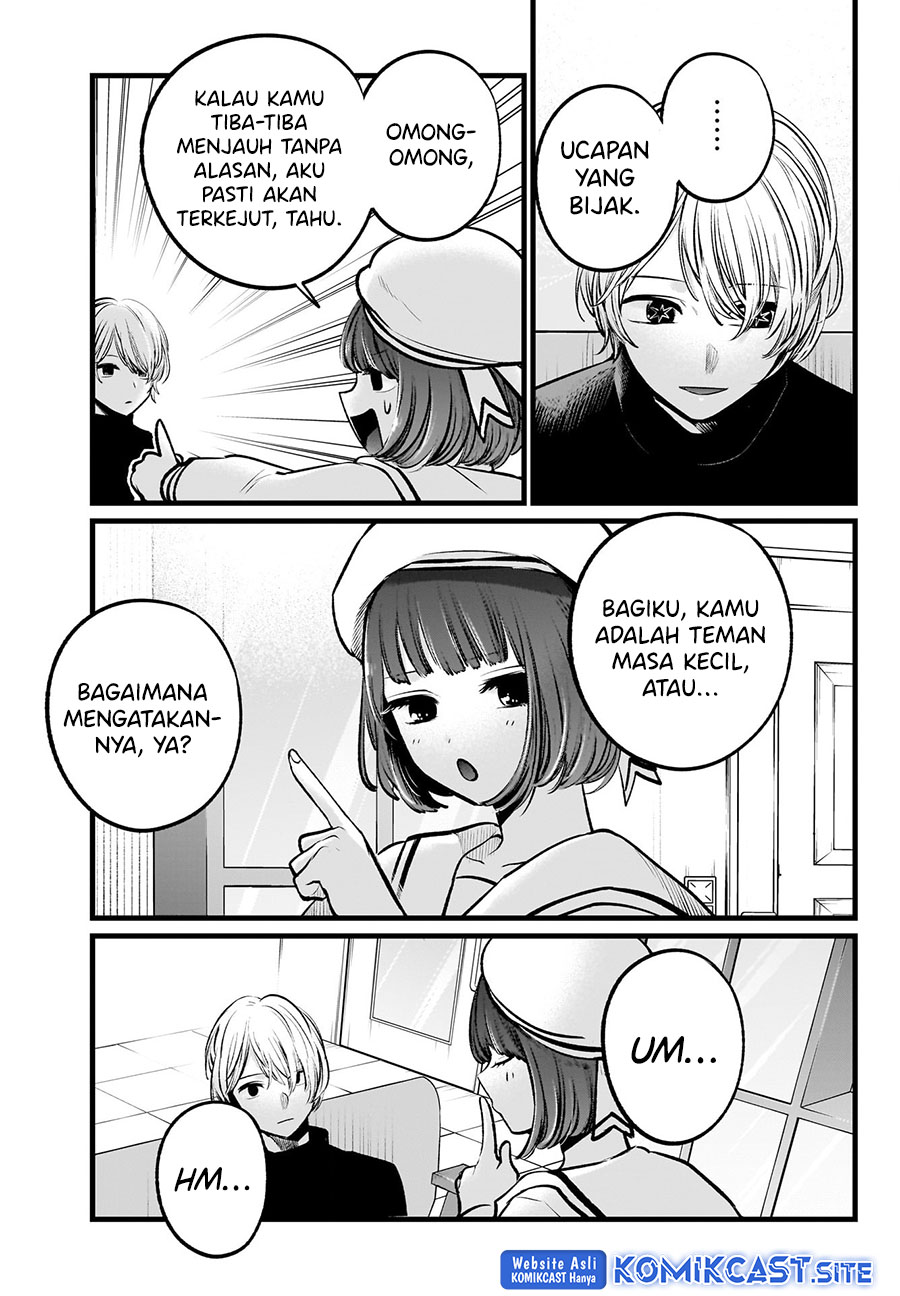 ......
UCAPAN
YANG
BIJAK.
OMONG-
OMONG,
KALAU KAMU
TIBA-TIBA
MENJAUH TANPA
ALASAN, AKU
PASTI AKAN
TERKEJUT, TAHU.
BAGIKU, KAMU
ADALAH TEMAN
MASA KECIL,
ATAU...
BAGAIMANA
MENGATAKAN-
NYA, YA?
UM...
HM...
Website Asli
KOMIKCAST Hanya
KOMIKCAST.SITE